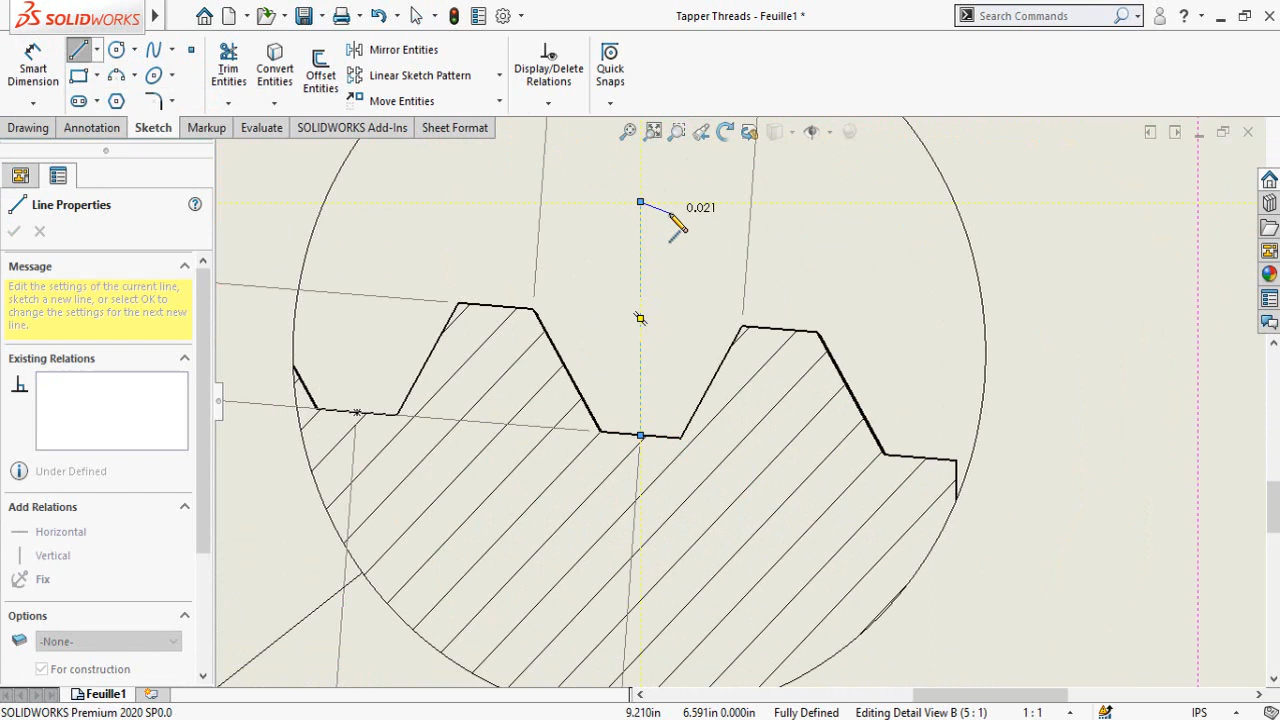 SOLIDWORKS
Tapper Threads - Feuille1 *
Search Commands
?
Smart
Dimension
Trim
Entities
Convert
Entities
Offset
Entities
Mirror Entities
Linear Sketch Pattern
Move Entities
Display/Delete
Relations
Quick
Snaps
Drawing
Annotation
Sketch
Markup
Evaluate
SOLIDWORKS Add-Ins
Sheet Format
Line Properties
?
Message
Edit the settings of the current line,
sketch a new line, or select OK to
change the settings for the next new
line.
Existing Relations
Under Defined
Add Relations
Horizontal
Vertical
Fix
Options
-None-
For construction
0.021
Feuille1
SOLIDWORKS Premium 2020 SP0.0
9.210in
6.591in 0.000in
Fully Defined
Editing Detail View B (5 : 1)
1 : 1
IPS